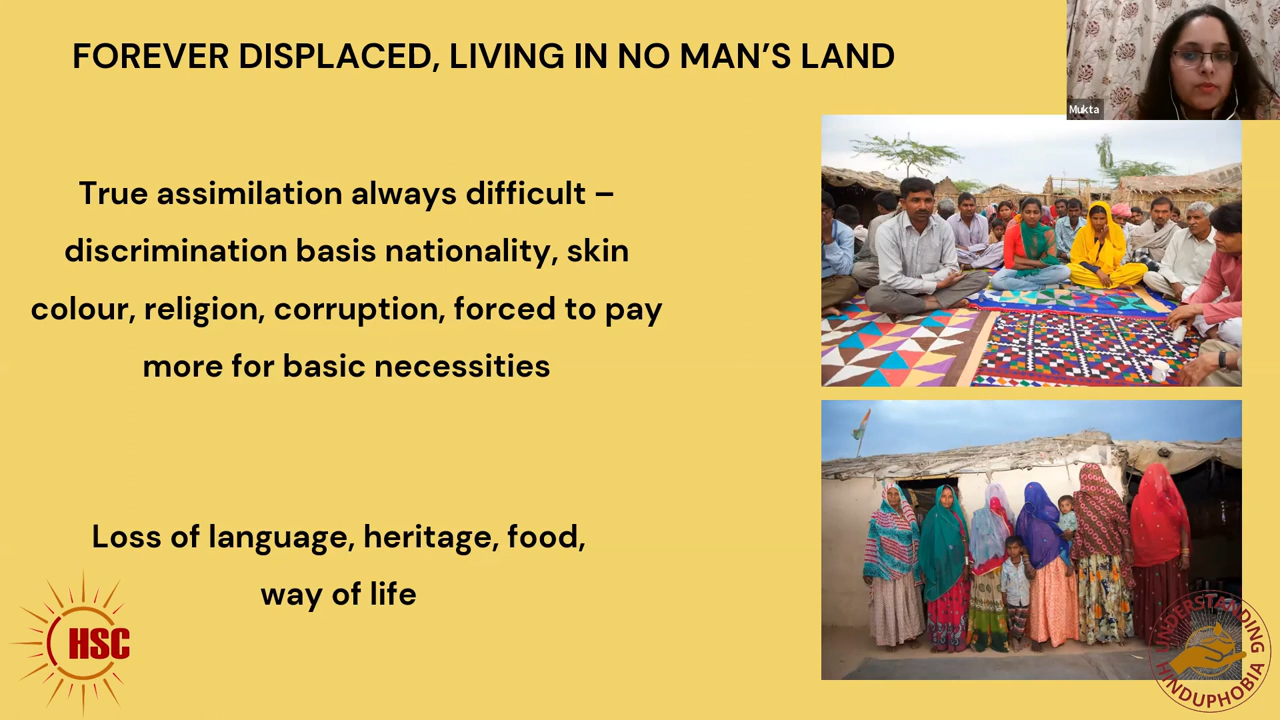 FOREVER DISPLACED, LIVING IN NO MAN’S LAND
Mukta
True assimilation always difficult –
discrimination basis nationality, skin
colour, religion, corruption, forced to pay
more for basic necessities
Loss of language, heritage, food,
way of life
HSC
UNDERSTANDING
HINDUPHOBIA